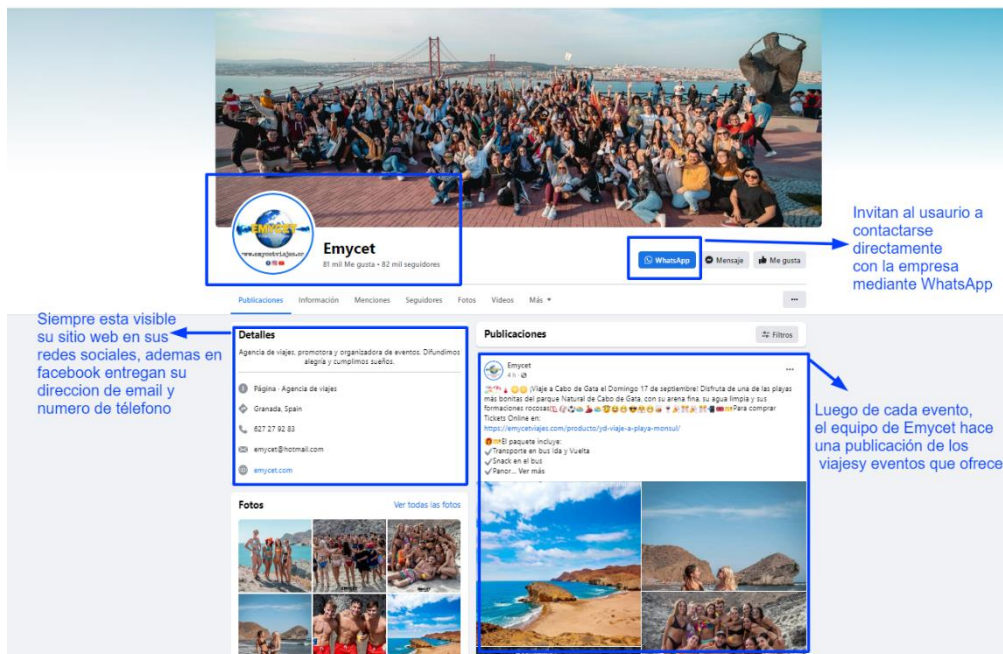 EMYCET
Emycet
81 mil Me gusta • 82 mil seguidores
WhatsApp
Mensaje
Me gusta
Invitan al usaurio a
contactarse
directamente
con la empresa
mediante WhatsApp
Publicaciones Información Menciones Seguidores Fotos Videos Más
Siempre esta visible
su sitio web en sus
redes sociales, ademas en
facebook entregan su
direccion de email y
numero de télefono
Detalles
Agencia de viajes, promotora y organizadora de eventos. Difundimos
alegría y cumplimos sueños.
Página · Agencia de viajes
Granada, Spain
627 27 92 83
emycet@hotmail.com
emycet.com
Fotos
Ver todas las fotos
Publicaciones
Filtros
Emycet
4 h
¡Viaje a Cabo de Gata el Domingo 17 de septiembre! Disfruta de una de las playas
más bonitas del parque Natural de Cabo de Gata, con su arena fina, su agua limpia y sus
formaciones rocosas Para comprar
Tickets Online en:
https://emycetviajes.com/producto/yd-viaje-a-playa-monsul/
El paquete incluye:
✓Transporte en bus Ida y Vuelta
✓Snack en el bus
✓Panor... Ver más
Luego de cada evento,
el equipo de Emycet hace
una publicación de los
viajesy eventos que ofrece